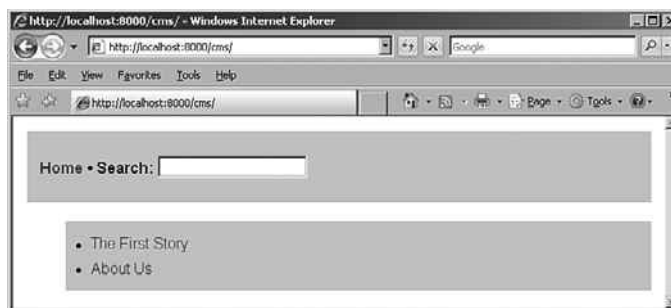 http://localhost:8000/cms/ - Windows Internet Explorer
http://localhost:8000/cms/
Google
File Edit View Favorites Tools Help
http://localhost:8000/cms/
Page Tools
Home • Search:
• The First Story
• About Us